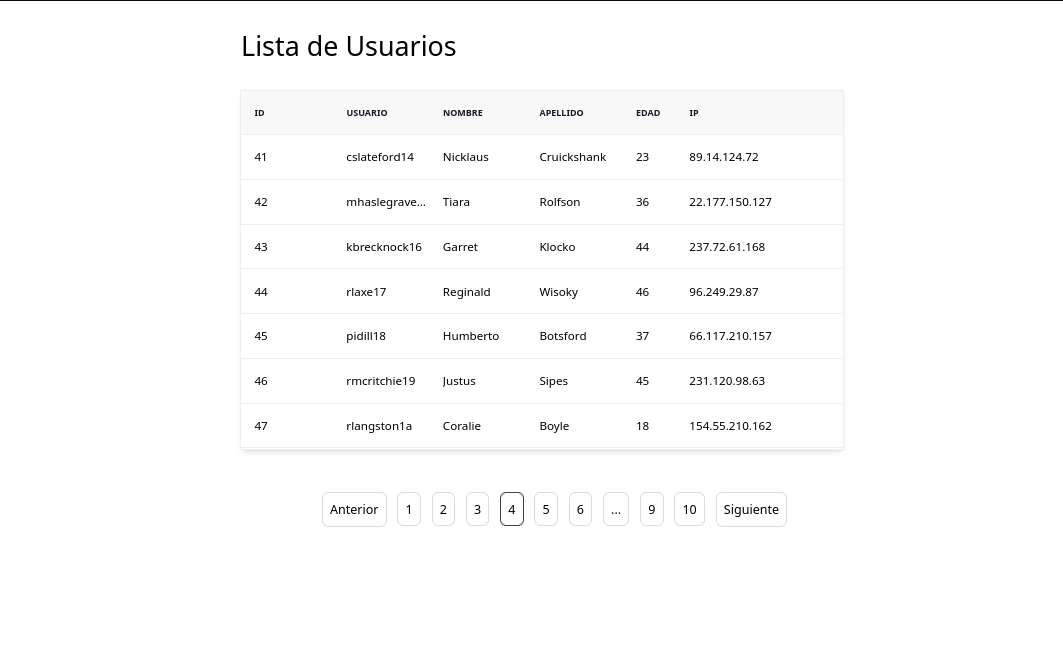 Lista de Usuarios
ID USUARIO NOMBRE APELLIDO EDAD IP
41 cslateford14 Nicklaus Cruickshank 23 89.14.124.72
42 mhaslegrave... Tiara Rolfson 36 22.177.150.127
43 kbrecknock16 Garret Klocko 44 237.72.61.168
44 rlaxe17 Reginald Wisoky 46 96.249.29.87
45 pidill18 Humberto Botsford 37 66.117.210.157
46 rmcritchie19 Justus Sipes 45 231.120.98.63
47 rlangston1a Coralie Boyle 18 154.55.210.162
Anterior 1 2 3 4 5 6 ... 9 10 Siguiente